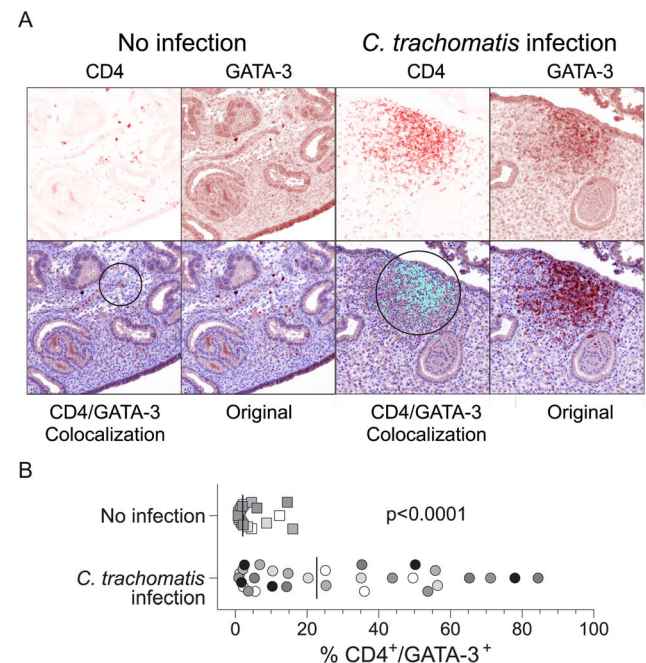 A
No infection
C. trachomatis infection
CD4
GATA-3
CD4
GATA-3
CD4/GATA-3
Colocalization
Original
CD4/GATA-3
Colocalization
Original
B
No infection
p<0.0001
C. trachomatis
infection
0
20
40
60
80
100
% CD4⁺/GATA-3⁺